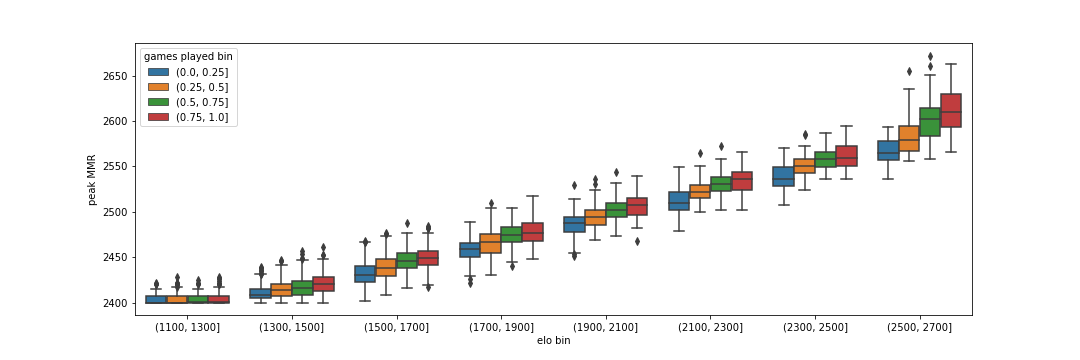 games played bin
(0.0, 0.25]
(0.25, 0.5]
(0.5, 0.75]
(0.75, 1.0]
peak MMR
2650
2600
2550
2500
2450
2400
(1100, 1300] (1300, 1500] (1500, 1700] (1700, 1900] (1900, 2100] (2100, 2300] (2300, 2500] (2500, 2700]
elo bin